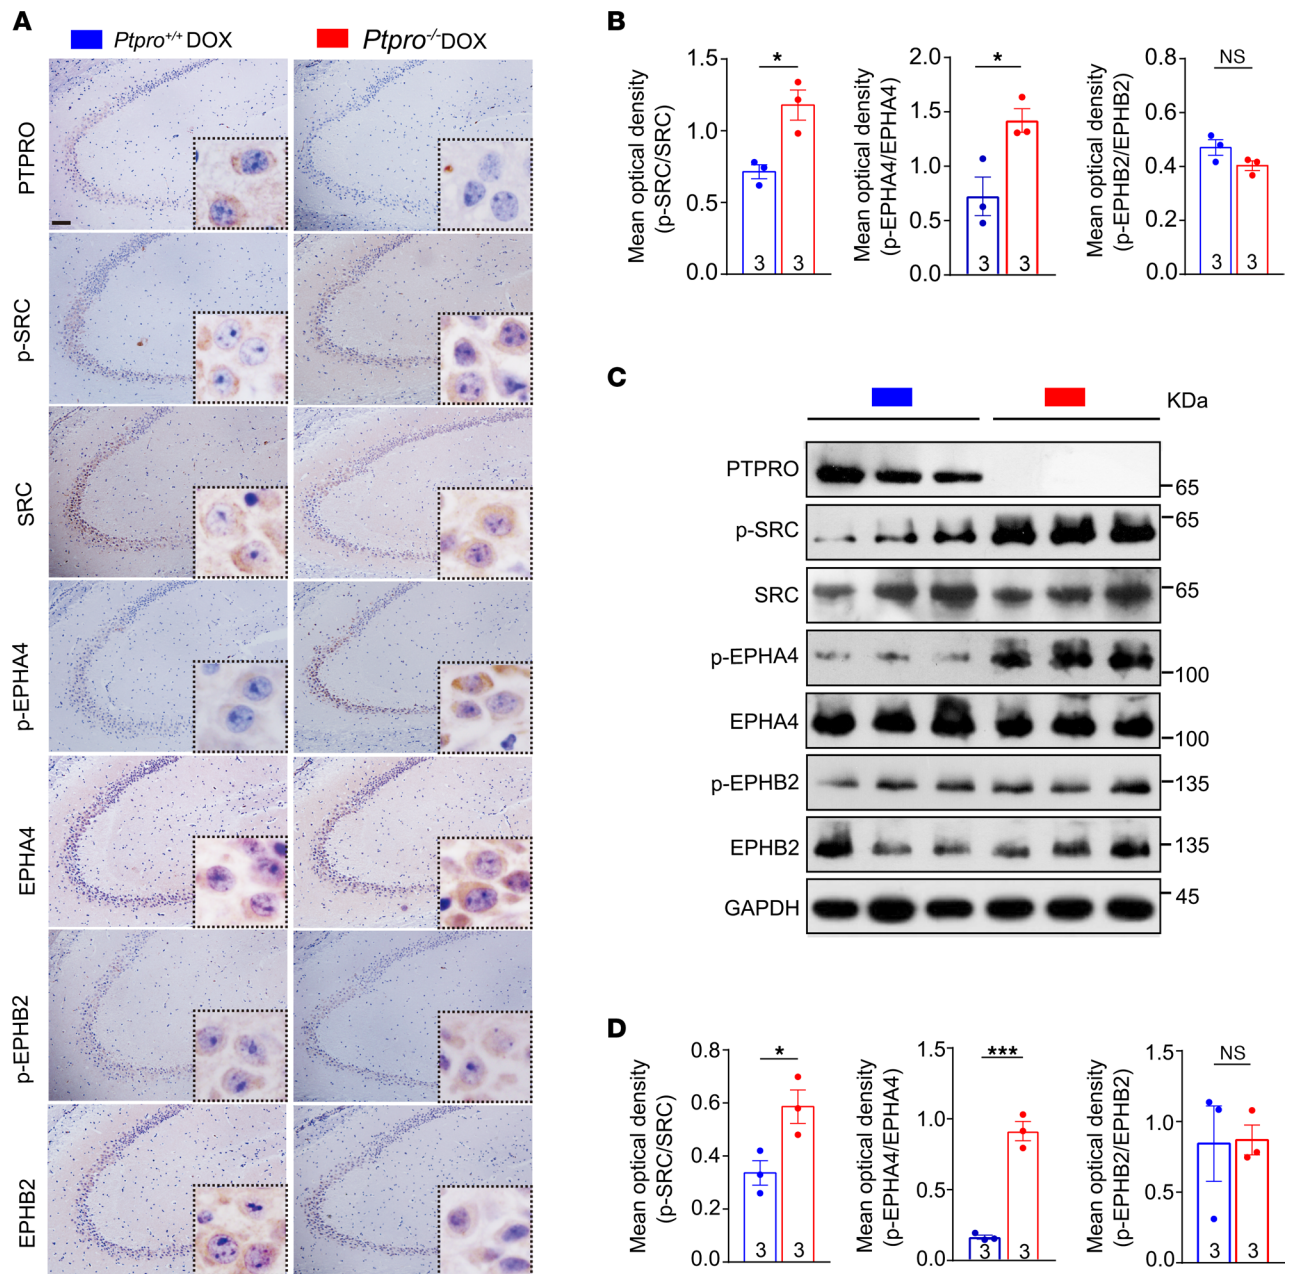 A
Ptpro+/+ DOX
Ptpro-/- DOX
PTPRO
p-SRC
SRC
p-EPHA4
EPHA4
p-EPHB2
EPHB2
B
Mean optical density
(p-SRC/SRC)
1.5
1.0
0.5
0.0
*
3 3
Mean optical density
(p-EPHA4/EPHA4)
2.0
1.5
1.0
0.5
0.0
*
3 3
Mean optical density
(p-EPHB2/EPHB2)
0.8
0.6
0.4
0.2
0.0
NS
3 3
C
KDa
PTPRO
65
p-SRC
65
SRC
65
p-EPHA4
100
EPHA4
100
p-EPHB2
135
EPHB2
135
GAPDH
45
D
Mean optical density
(p-SRC/SRC)
0.8
0.6
0.4
0.2
0.0
*
3 3
Mean optical density
(p-EPHA4/EPHA4)
1.5
1.0
0.5
0.0
***
3 3
Mean optical density
(p-EPHB2/EPHB2)
1.5
1.0
0.5
0.0
NS
3 3